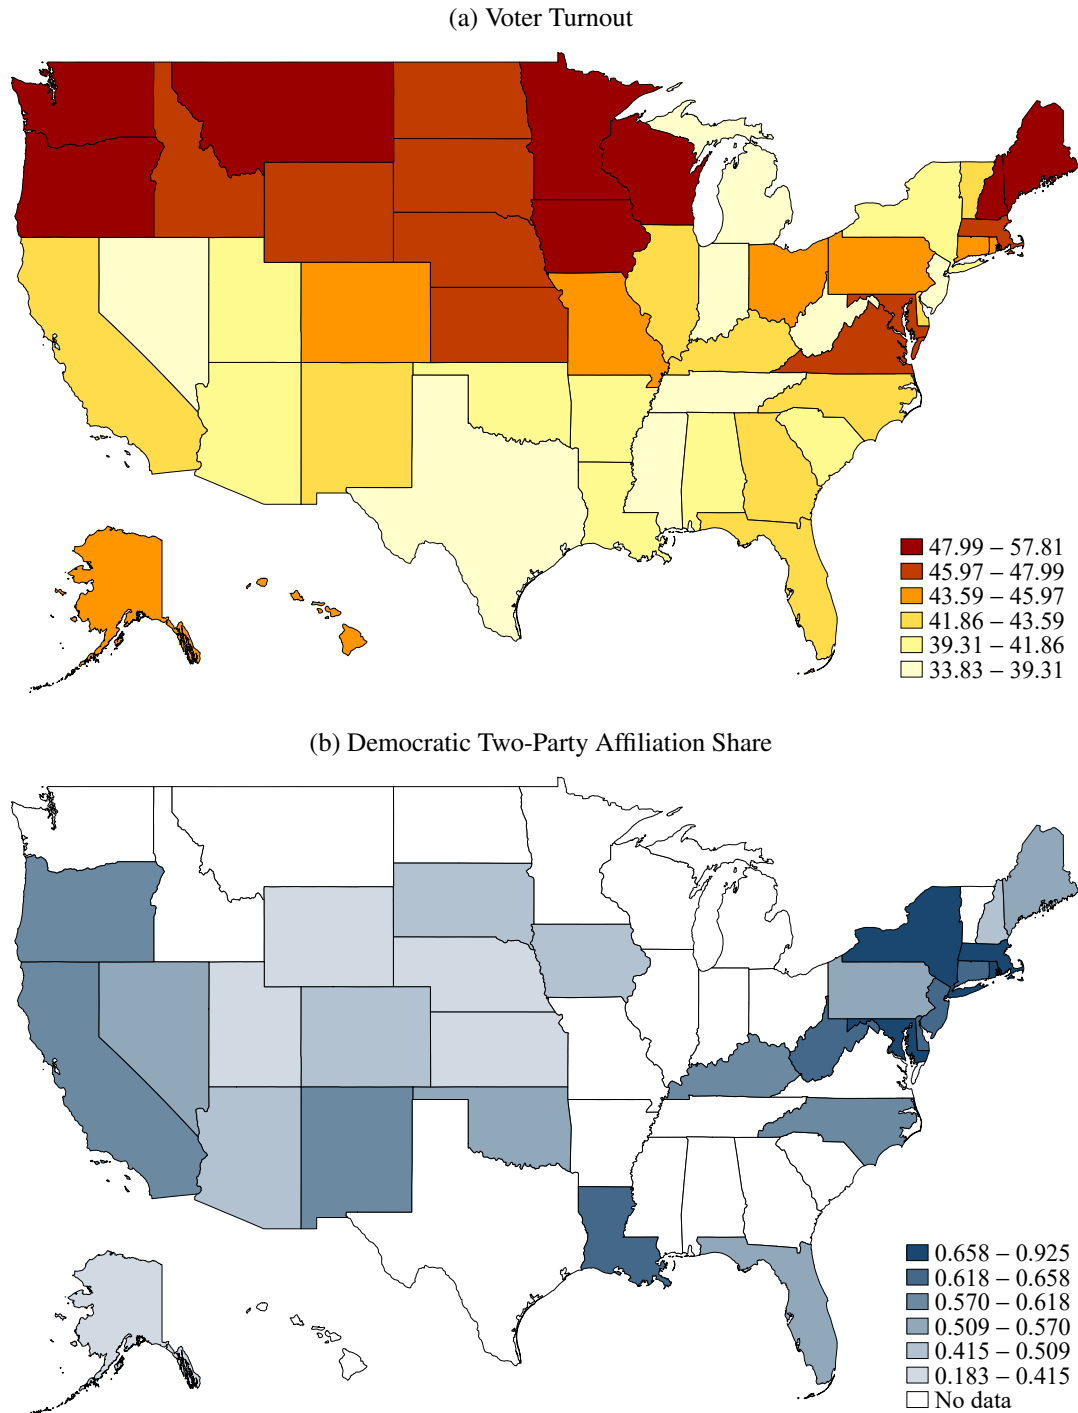 (a) Voter Turnout
47.99 – 57.81
45.97 – 47.99
43.59 – 45.97
41.86 – 43.59
39.31 – 41.86
33.83 – 39.31
(b) Democratic Two-Party Affiliation Share
0.658 – 0.925
0.618 – 0.658
0.570 – 0.618
0.509 – 0.570
0.415 – 0.509
0.183 – 0.415
No data